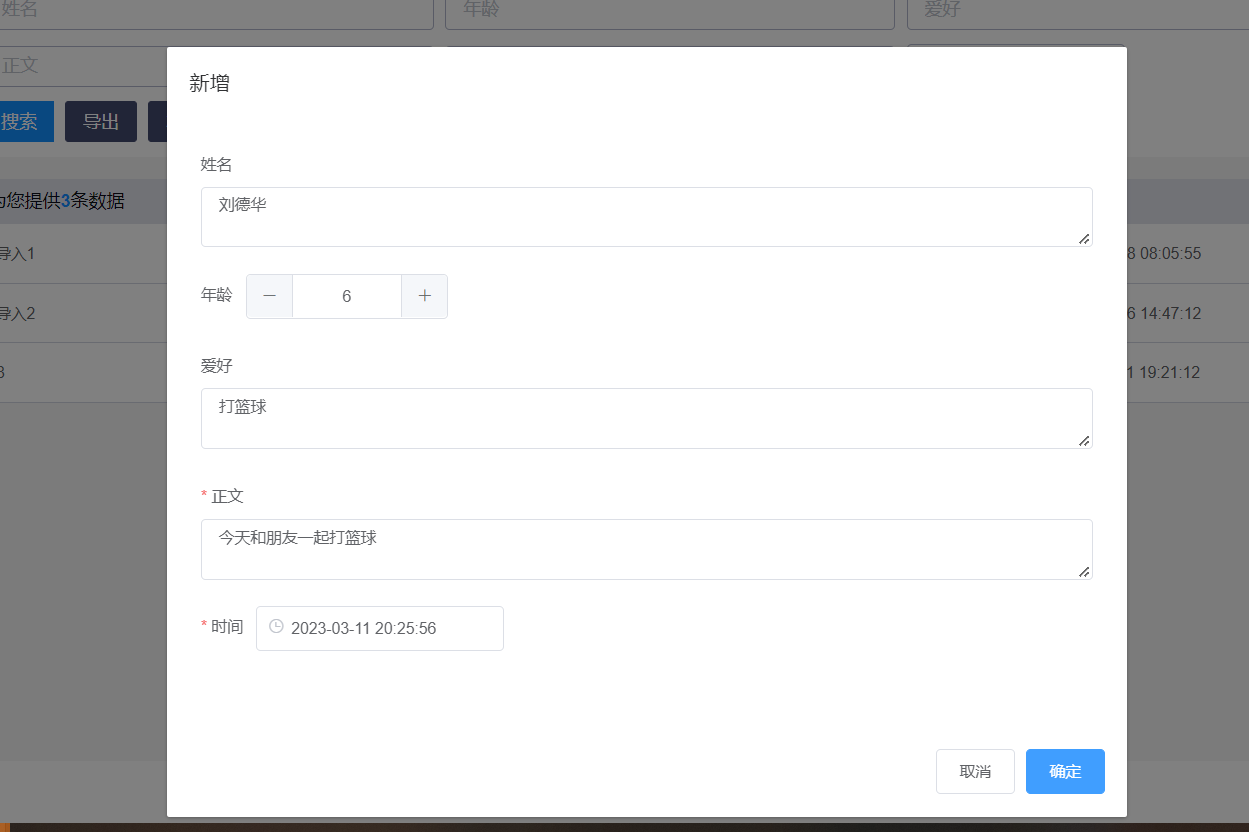 姓名
年龄
爱好
正文
搜索
导出
为您提供3条数据
导入1
8 08:05:55
导入2
6 14:47:12
3
1 19:21:12
新增
姓名
刘德华
年龄
6
爱好
打篮球
* 正文
今天和朋友一起打篮球
* 时间
2023-03-11 20:25:56
取消
确定